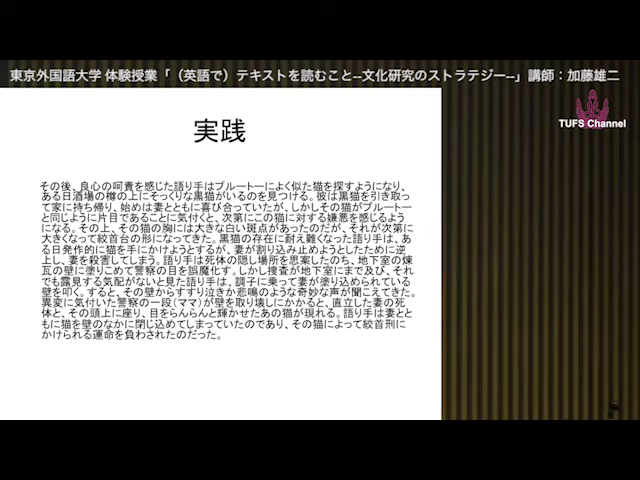 東京外国語大学 体験授業「（英語で）テキストを読むこと--文化研究のストラテジー--」講師：加藤雄二
TUFS Channel
実践
その後、良心の呵責を感じた語り手はプルートーによく似た猫を探すようになり、
ある日酒場の樽の上にそっくりな黒猫がいるのを見つける。彼は黒猫を引き取っ
て家に持ち帰り、始めは妻とともに喜び合っていたが、しかしその猫がプルートー
と同じように片目であることに気付くと、次第にこの猫に対する嫌悪を感じるよう
になる。その上、その猫の胸には大きな白い斑点があったのだが、それが次第に
大きくなって絞首台の形になってきた。黒猫の存在に耐え難くなった語り手は、あ
る日発作的に猫を手にかけようとするが、妻が割り込み止めようとしたために逆
上し、妻を殺害してしまう。語り手は死体の隠し場所を思案したのち、地下室の煉
瓦の壁に塗りこめて警察の目を誤魔化す。しかし捜査が地下室にまで及び、それ
でも露見する気配がないと見た語り手は、調子に乗って妻が塗り込められている
壁を叩く。すると、その壁からすすり泣きか悲鳴のような奇妙な声が聞こえてきた。
異変に気付いた警察の一段（ママ）が壁を取り壊しにかかると、直立した妻の死
体と、その頭上に座り、目をらんらんと輝かせたあの猫が現れる。語り手は妻とと
もに猫を壁のなかに閉じ込めてしまっていたのであり、その猫によって絞首刑に
かけられる運命を負わされたのだった。